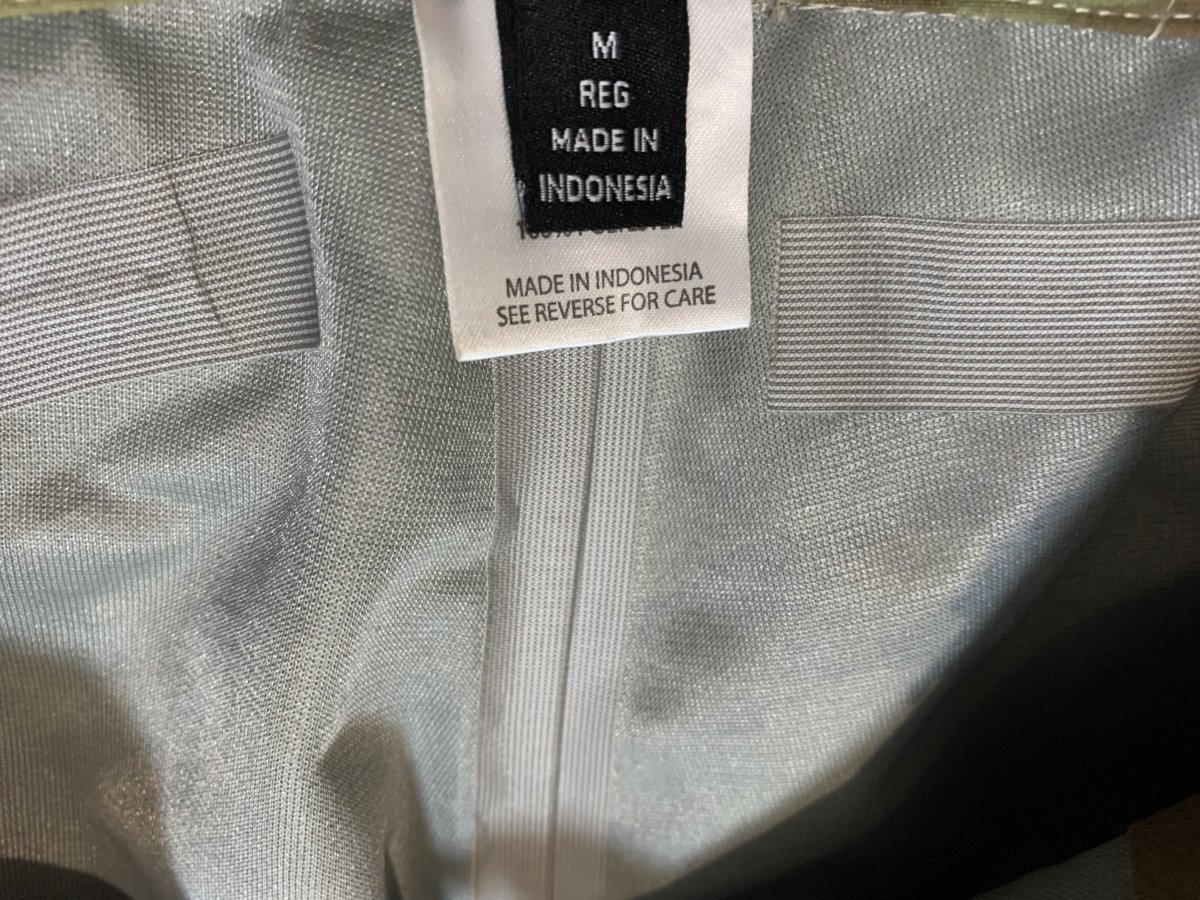 M
REG
MADE IN
INDONESIA
MADE IN INDONESIA
SEE REVERSE FOR CARE